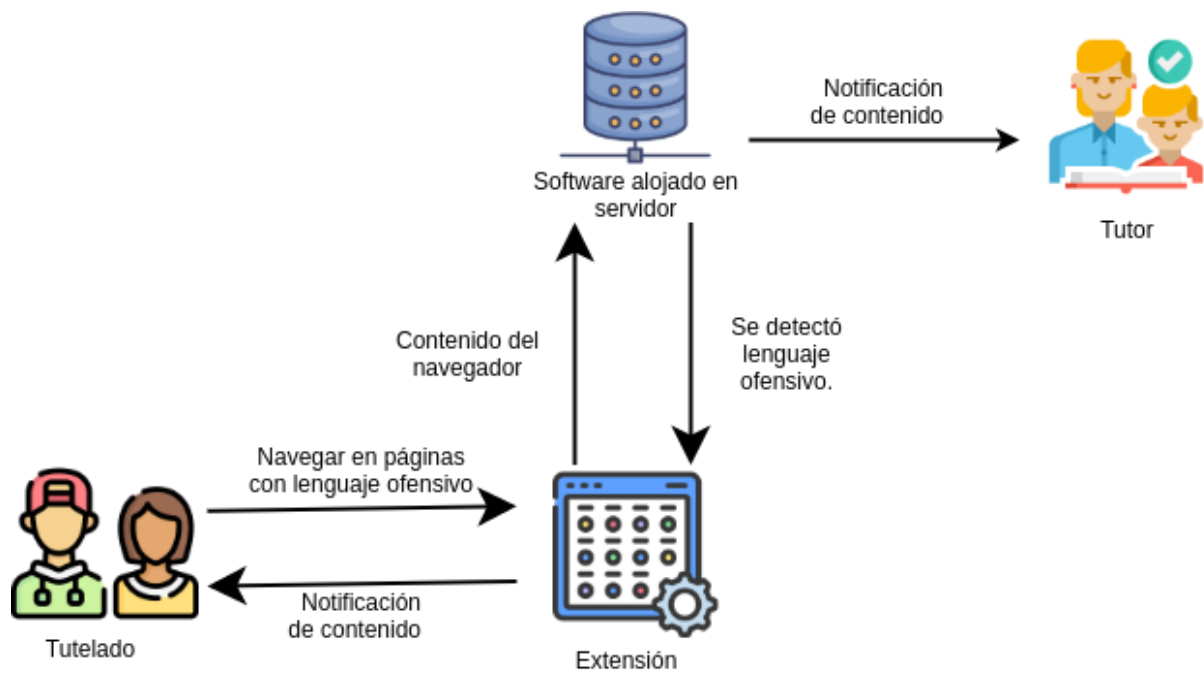 Notificación
de contenido
Software alojado en
servidor
Tutor
Contenido del
navegador
Se detectó
lenguaje
ofensivo.
Navegar en páginas
con lenguaje ofensivo
Notificación
de contenido
Tutelado
Extensión